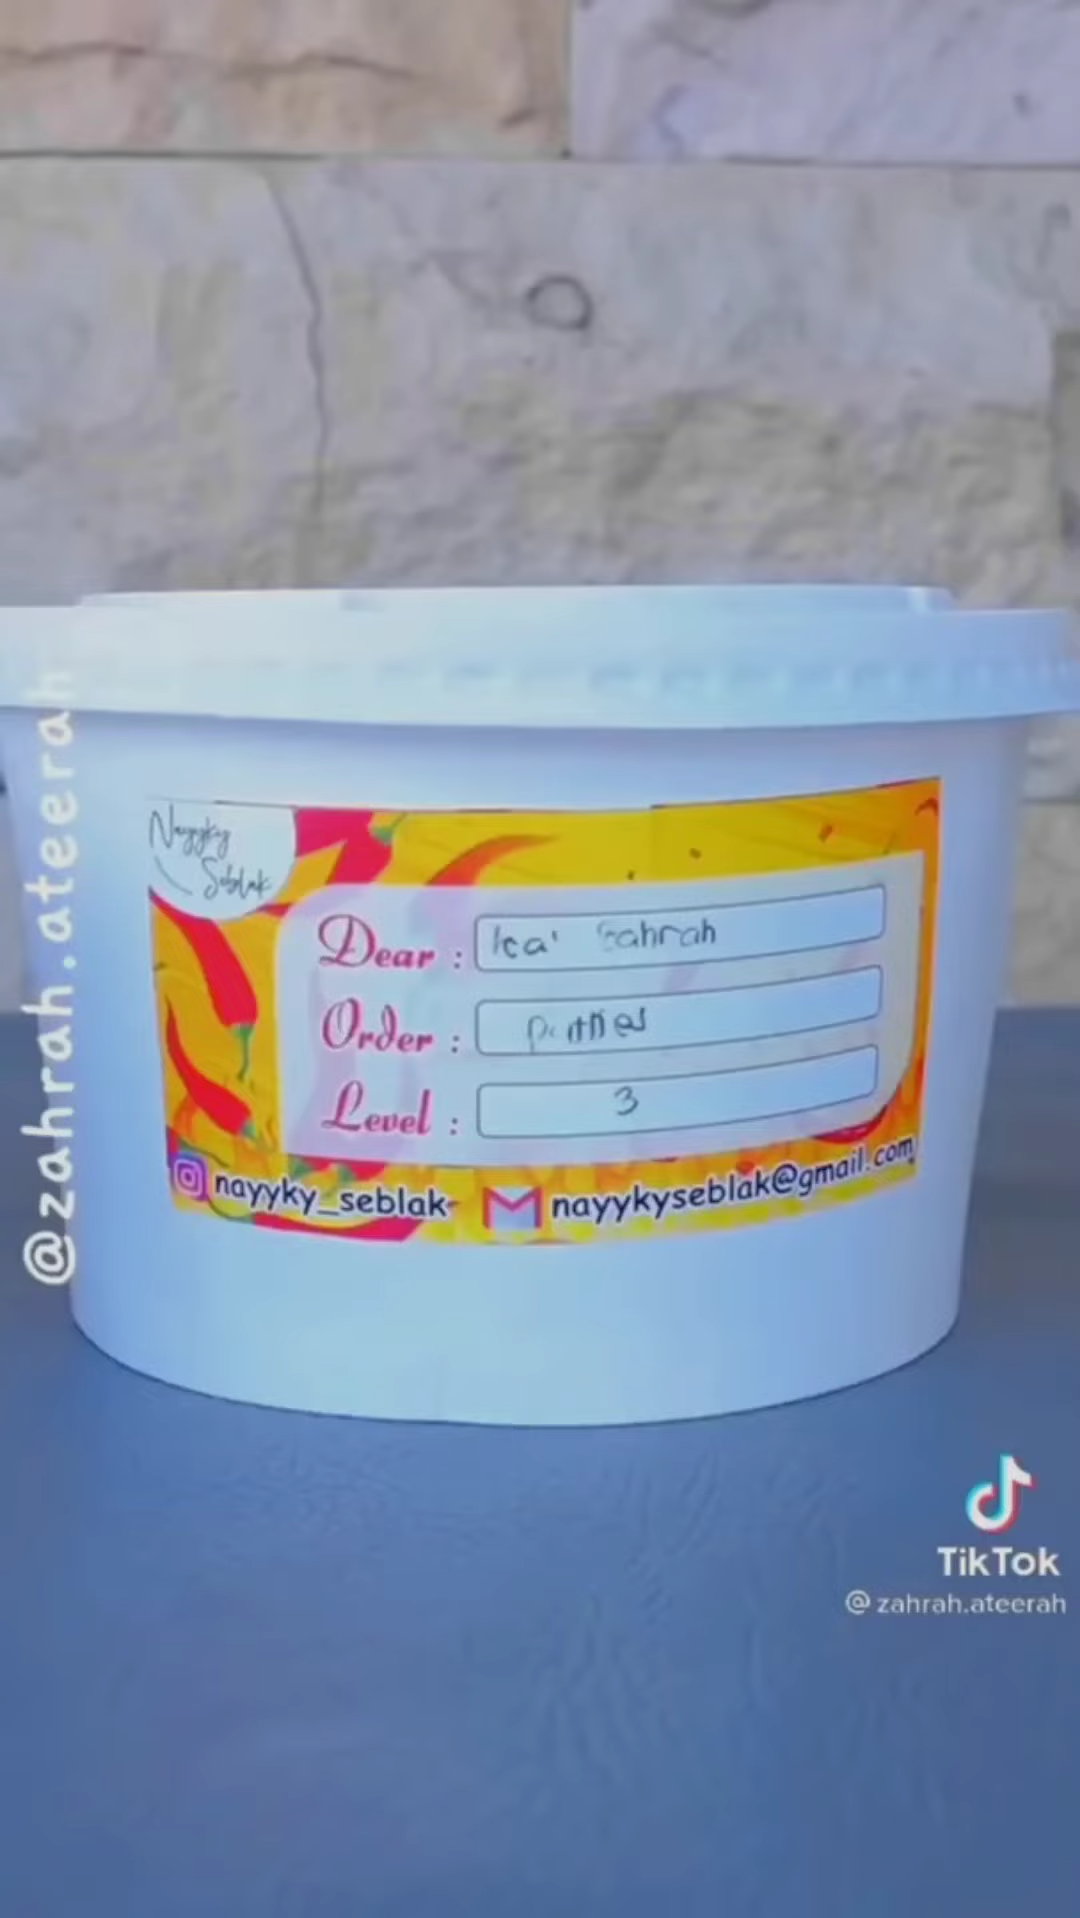 @zahrah.ateerah
Nayyky
Seblak
Dear :
Order :
Level : 3
nayyky_seblak
nayykyseblak@gmail.com
TikTok
@zahrah.ateerah